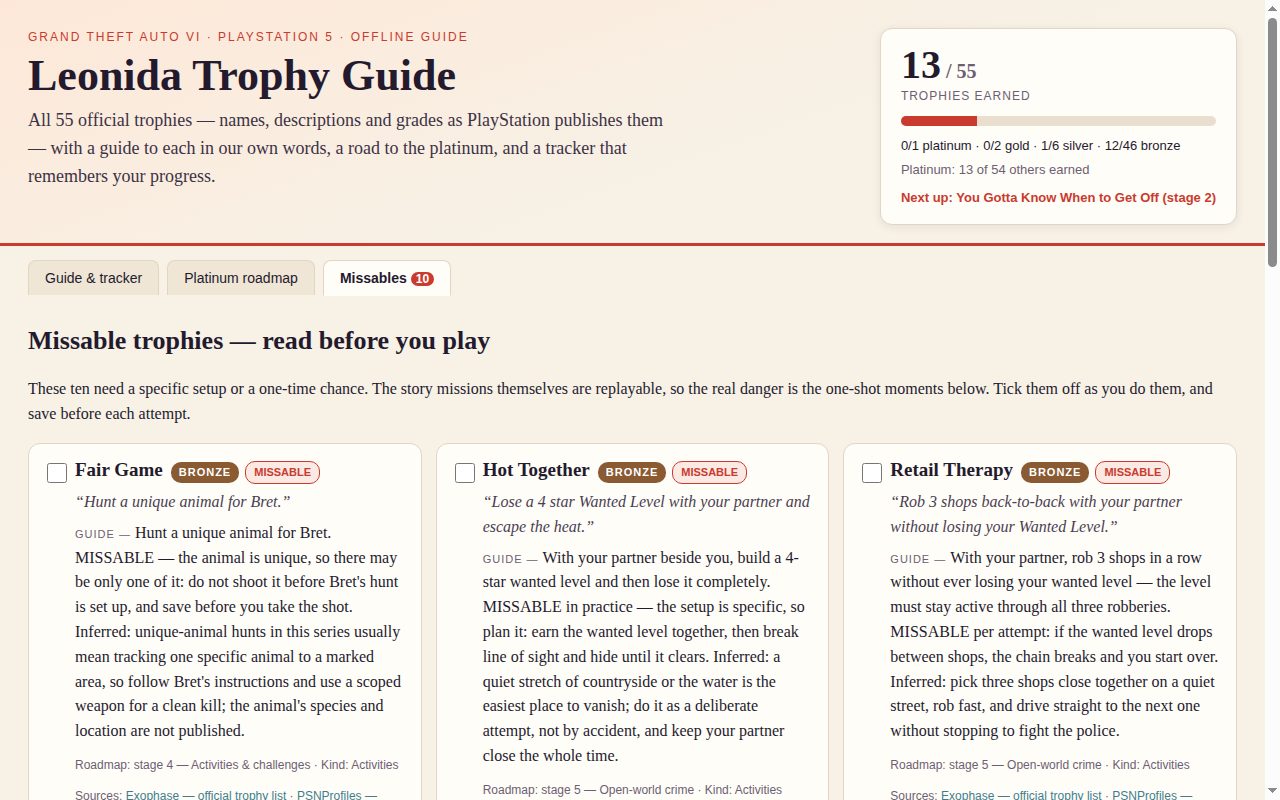 GRAND THEFT AUTO VI · PLAYSTATION 5 · OFFLINE GUIDE
Leonida Trophy Guide
All 55 official trophies — names, descriptions and grades as PlayStation publishes them
— with a guide to each in our own words, a road to the platinum, and a tracker that
remembers your progress.
13 / 55
TROPHIES EARNED
0/1 platinum · 0/2 gold · 1/6 silver · 12/46 bronze
Platinum: 13 of 54 others earned
Next up: You Gotta Know When to Get Off (stage 2)
Guide & tracker
Platinum roadmap
Missables 10
Missable trophies — read before you play
These ten need a specific setup or a one-time chance. The story missions themselves are replayable, so the real danger is the one-shot moments below. Tick them off as you do them, and
save before each attempt.
Fair Game BRONZE MISSABLE
“Hunt a unique animal for Bret.”
GUIDE — Hunt a unique animal for Bret.
MISSABLE — the animal is unique, so there may
be only one of it: do not shoot it before Bret's hunt
is set up, and save before you take the shot.
Inferred: unique-animal hunts in this series usually
mean tracking one specific animal to a marked
area, so follow Bret's instructions and use a scoped
weapon for a clean kill; the animal's species and
location are not published.
Roadmap: stage 4 — Activities & challenges · Kind: Activities
Sources: Exophase — official trophy list · PSNProfiles —
Hot Together BRONZE MISSABLE
“Lose a 4 star Wanted Level with your partner and
escape the heat.”
GUIDE — With your partner beside you, build a 4-
star wanted level and then lose it completely.
MISSABLE in practice — the setup is specific, so
plan it: earn the wanted level together, then break
line of sight and hide until it clears. Inferred: a
quiet stretch of countryside or the water is the
easiest place to vanish; do it as a deliberate
attempt, not by accident, and keep your partner
close the whole time.
Roadmap: stage 5 — Open-world crime · Kind: Activities
Retail Therapy BRONZE MISSABLE
“Rob 3 shops back-to-back with your partner
without losing your Wanted Level.”
GUIDE — With your partner, rob 3 shops in a row
without ever losing your wanted level — the level
must stay active through all three robberies.
MISSABLE per attempt: if the wanted level drops
between shops, the chain breaks and you start over.
Inferred: pick three shops close together on a quiet
street, rob fast, and drive straight to the next one
without stopping to fight the police.
Roadmap: stage 5 — Open-world crime · Kind: Activities
Sources: Exophase — official trophy list · PSNProfiles —